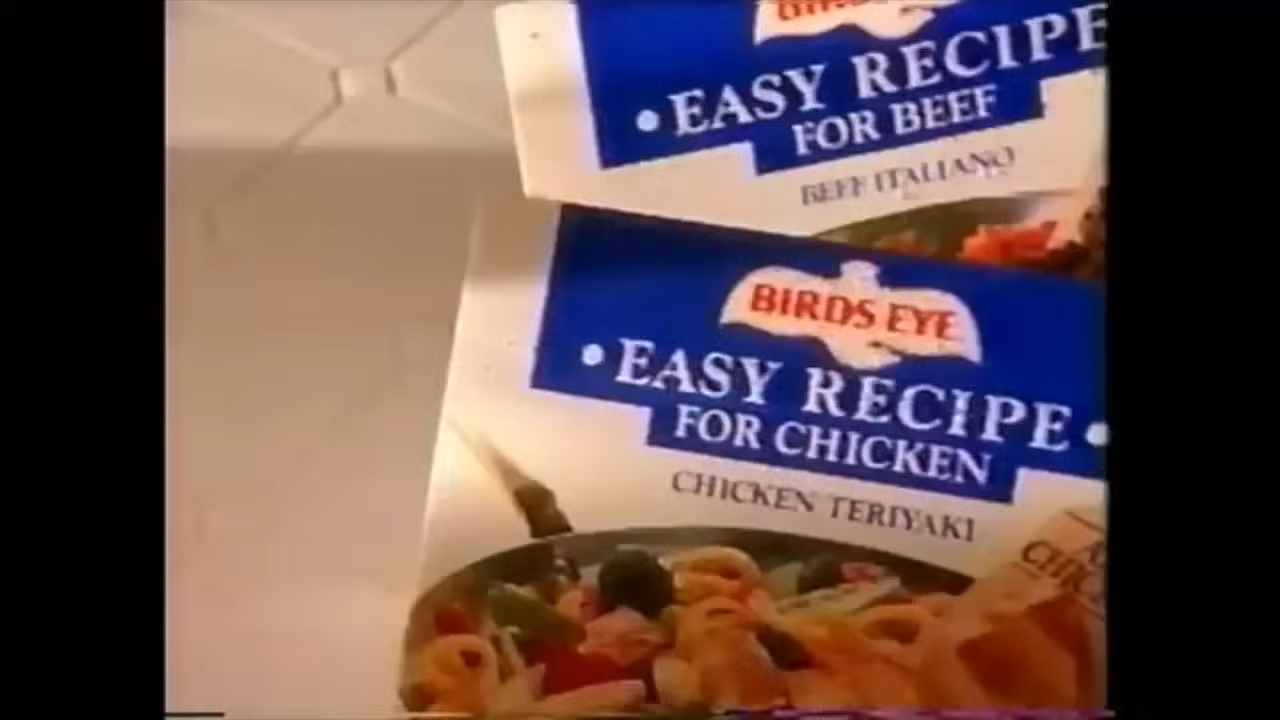 • EASY RECIPE
FOR BEEF
BEEF ITALIANO
BIRDS EYE
• EASY RECIPE •
FOR CHICKEN
CHICKEN TERIYAKI